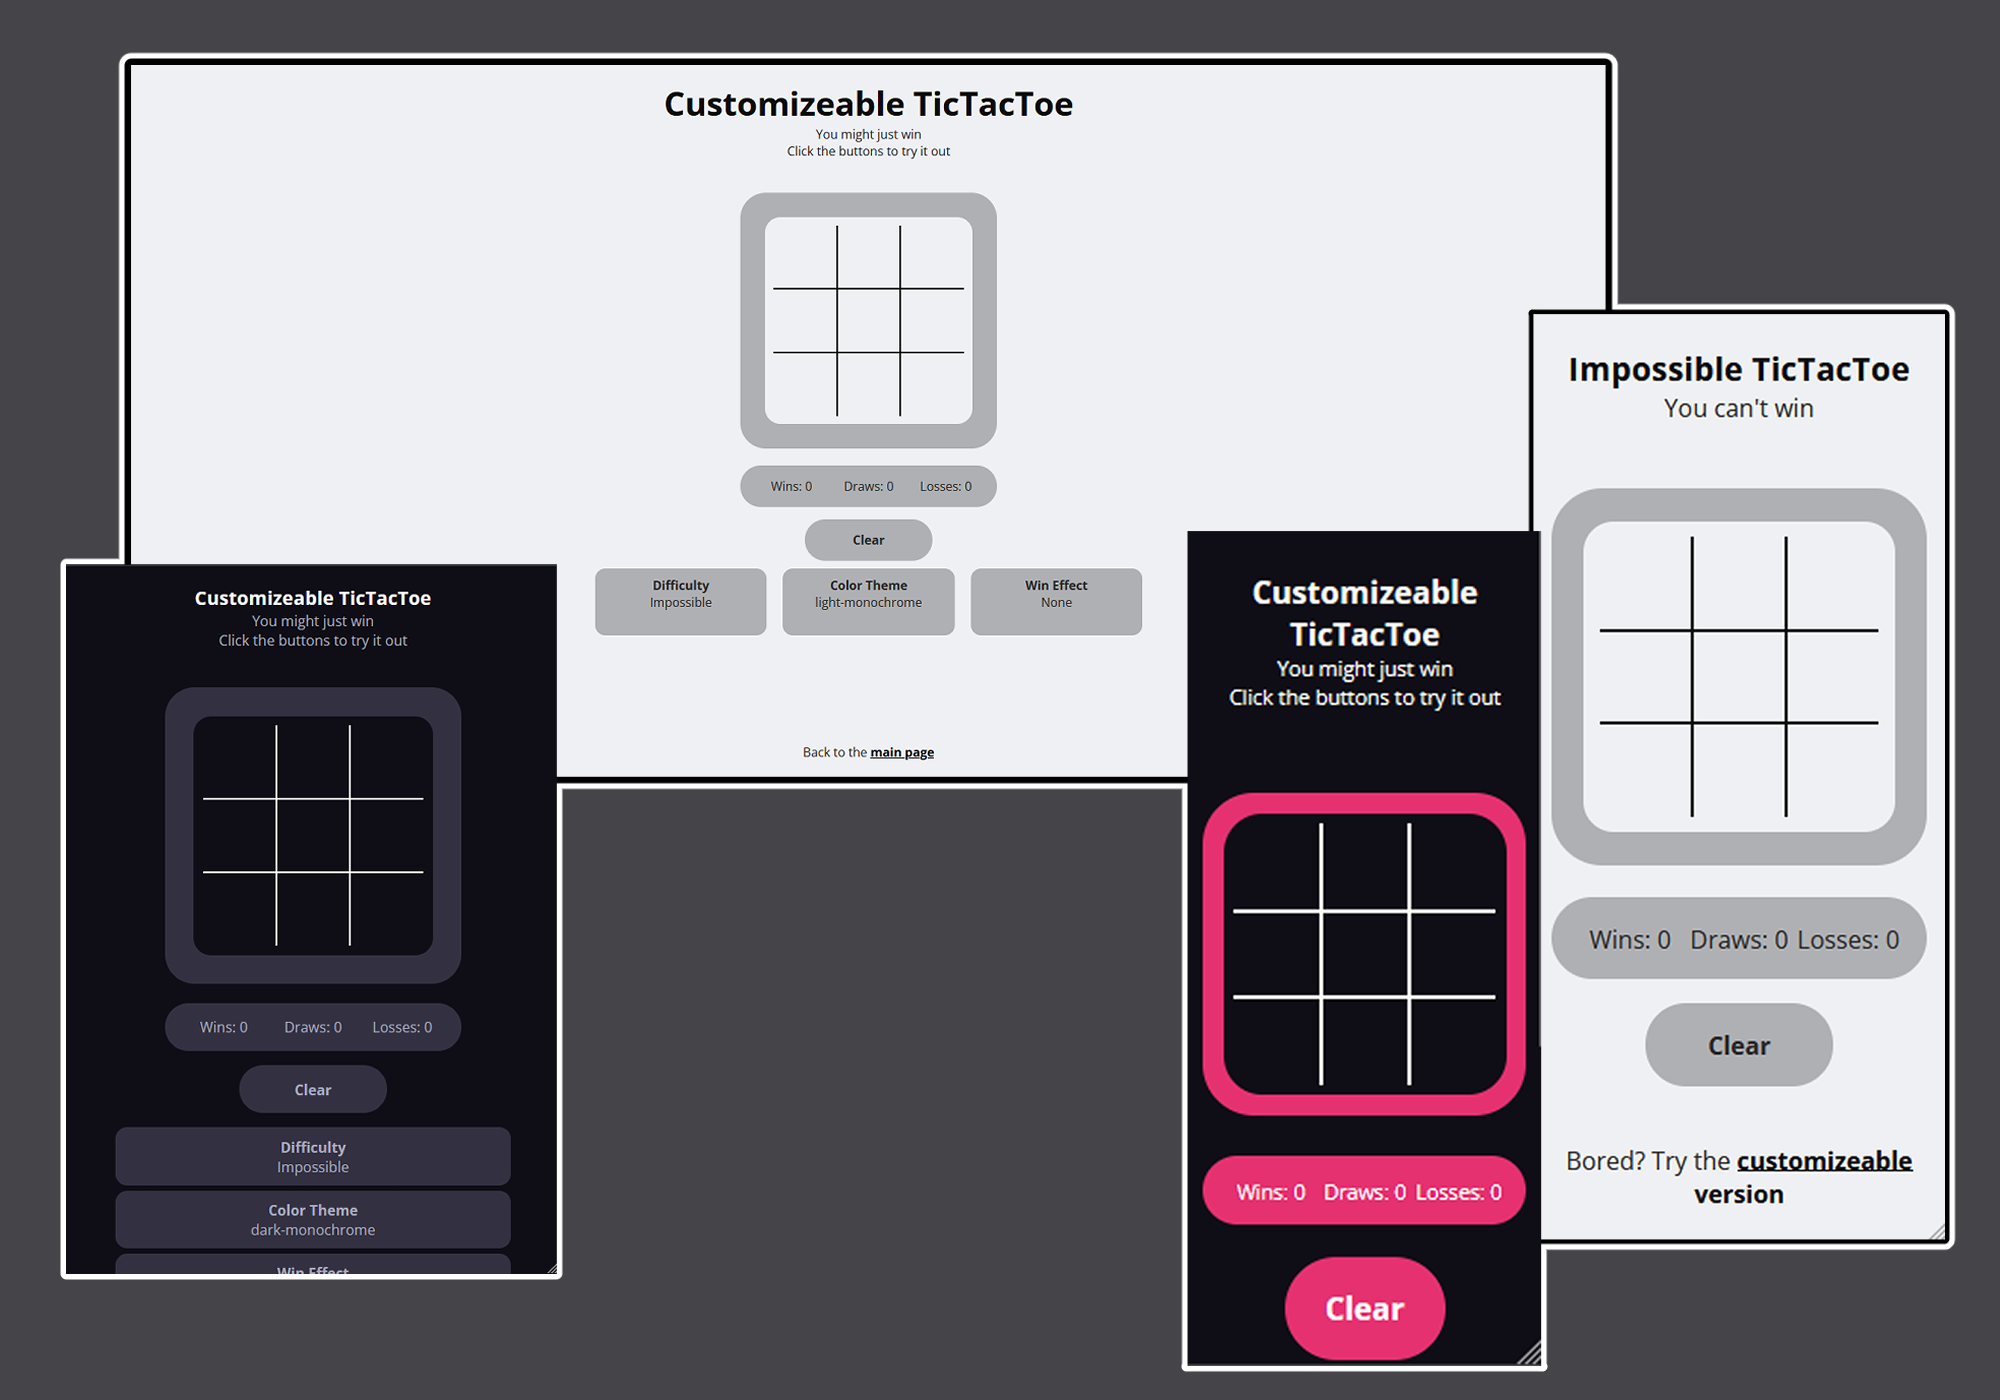 Customizeable TicTacToe
You might just win
Click the buttons to try it out
Wins: 0 Draws: 0 Losses: 0
Clear
Difficulty
Impossible
Color Theme
light-monochrome
Win Effect
None
Back to the main page
Customizeable TicTacToe
You might just win
Click the buttons to try it out
Wins: 0 Draws: 0 Losses: 0
Clear
Difficulty
Impossible
Color Theme
dark-monochrome
Win Effect
Customizeable
TicTacToe
You might just win
Click the buttons to try it out
Wins: 0 Draws: 0 Losses: 0
Clear
Impossible TicTacToe
You can't win
Wins: 0 Draws: 0 Losses: 0
Clear
Bored? Try the customizeable
version